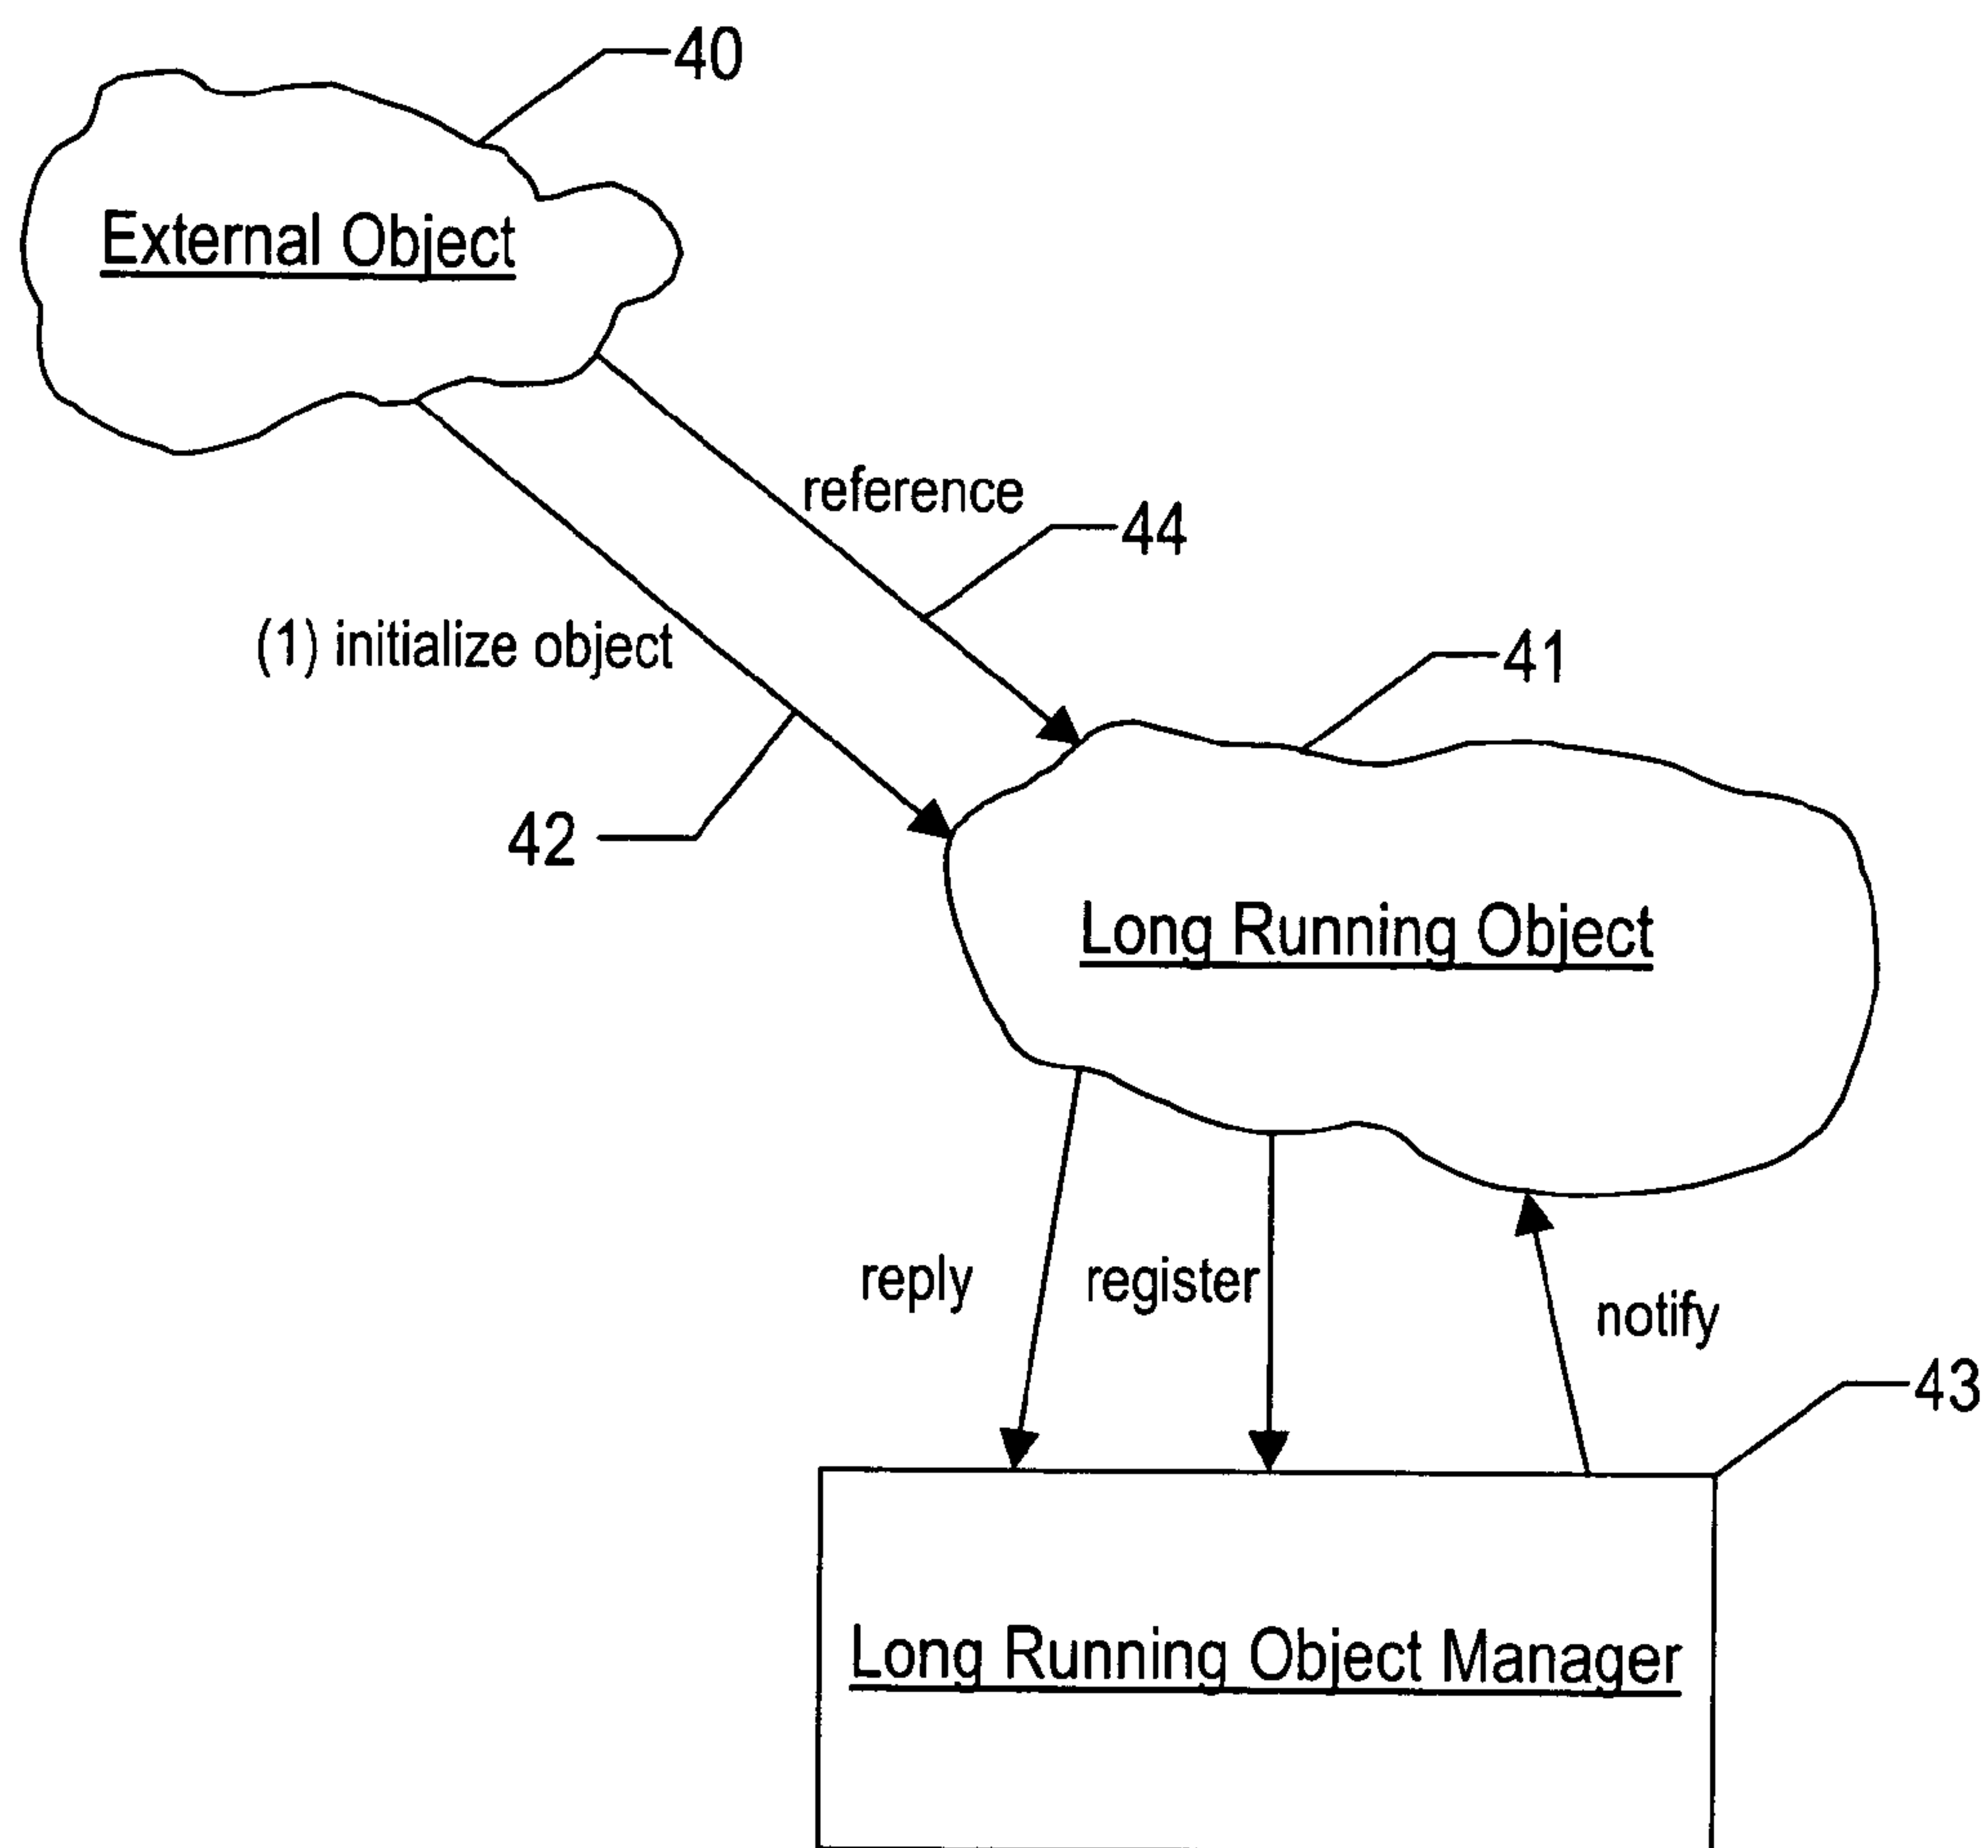 40
External Object
reference
44
(1) initialize object
41
42
Long Running Object
reply
register
notify
43
Long Running Object Manager